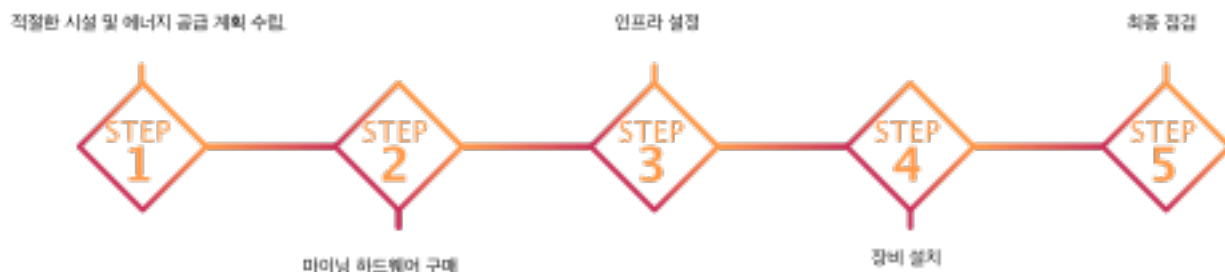 적절한 시설 및 에너지 공급 계획 수립.
STEP
1
마이닝 하드웨어 구매
STEP
2
인프라 설정
STEP
3
장비 설치
STEP
4
최종 점검
STEP
5